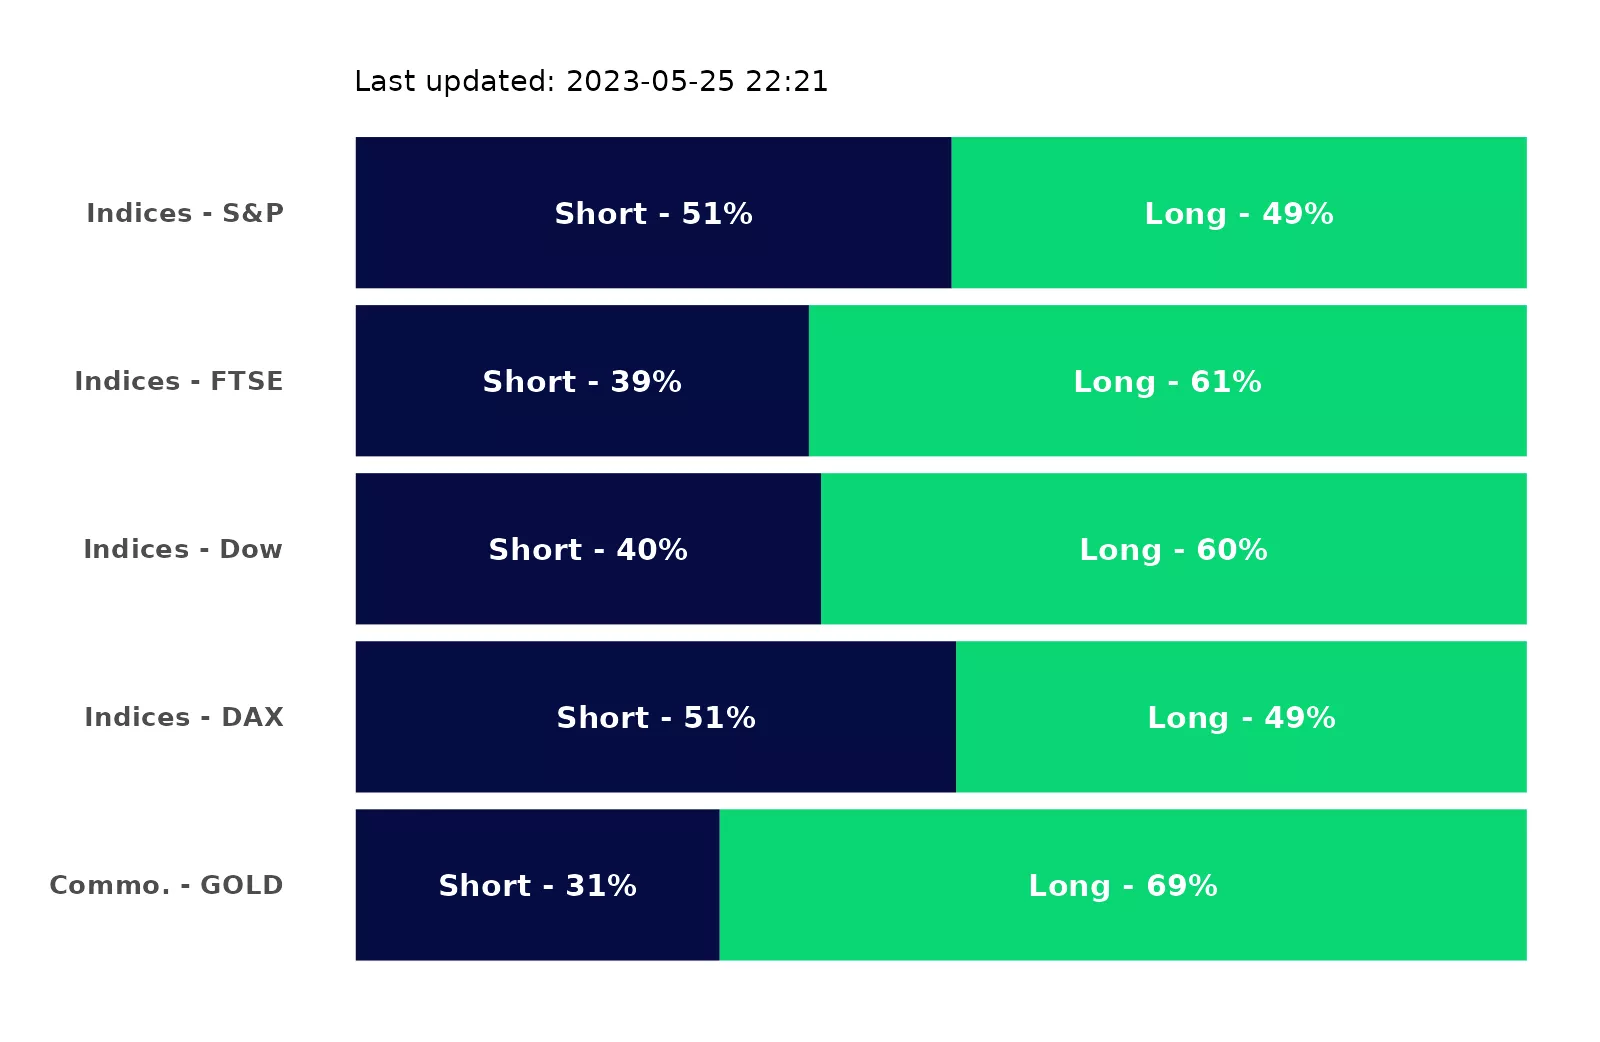 Last updated: 2023-05-25 22:21
Indices - S&P Short - 51% Long - 49%
Indices - FTSE Short - 39% Long - 61%
Indices - Dow Short - 40% Long - 60%
Indices - DAX Short - 51% Long - 49%
Commo. - GOLD Short - 31% Long - 69%